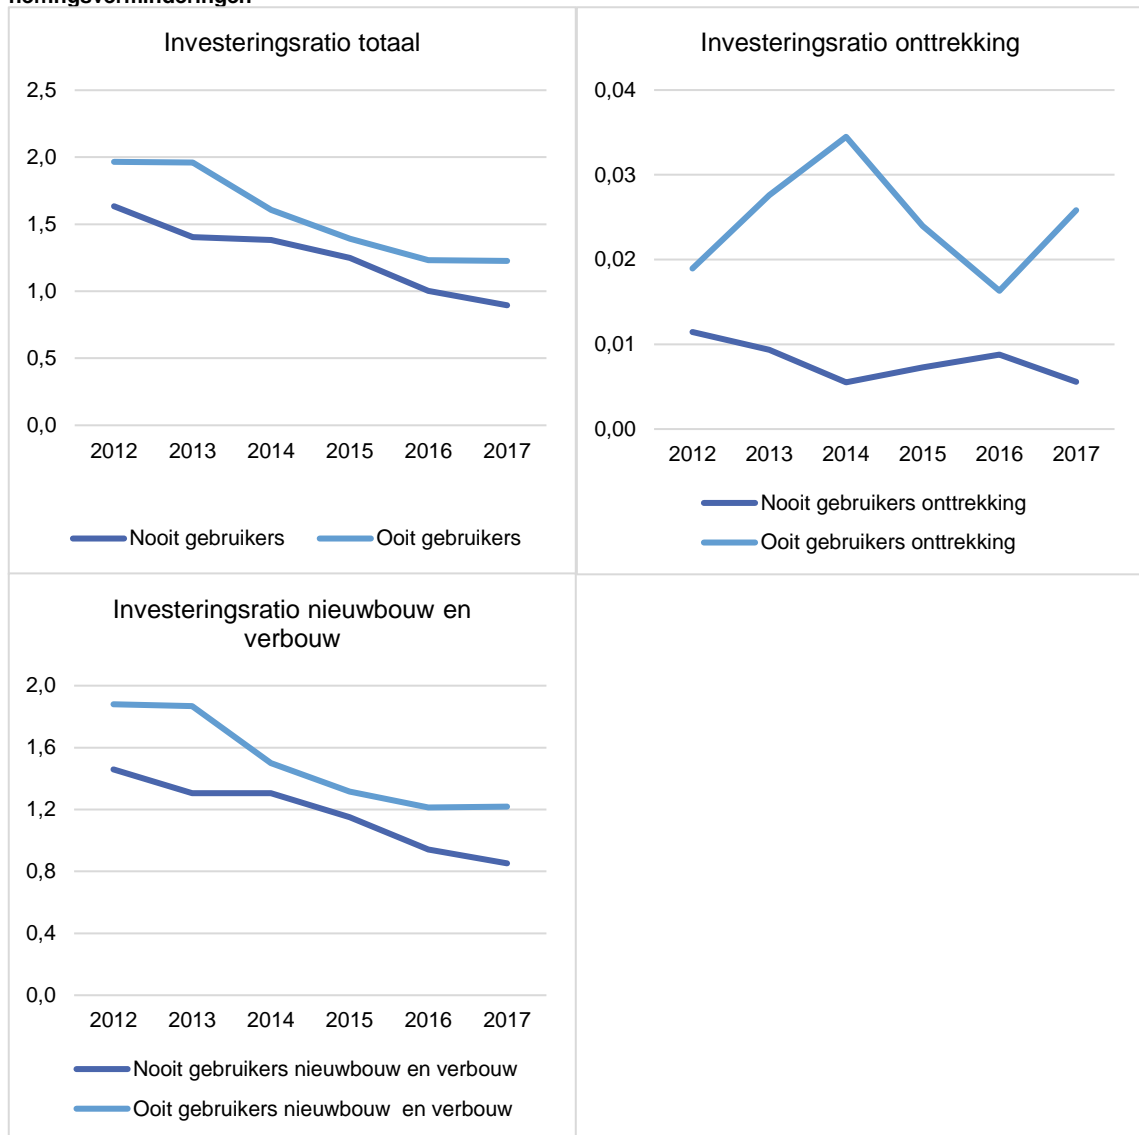 Investeringsratio totaal
2,5
2,0
1,5
1,0
0,5
0,0
2012 2013 2014 2015 2016 2017
Nooit gebruikers Ooit gebruikers
Investeringsratio onttrekking
0,04
0,03
0,02
0,01
0,00
2012 2013 2014 2015 2016 2017
Nooit gebruikers onttrekking
Ooit gebruikers onttrekking
Investeringsratio nieuwbouw en
verbouw
2,0
1,6
1,2
0,8
0,4
0,0
2012 2013 2014 2015 2016 2017
Nooit gebruikers nieuwbouw en verbouw
Ooit gebruikers nieuwbouw en verbouw